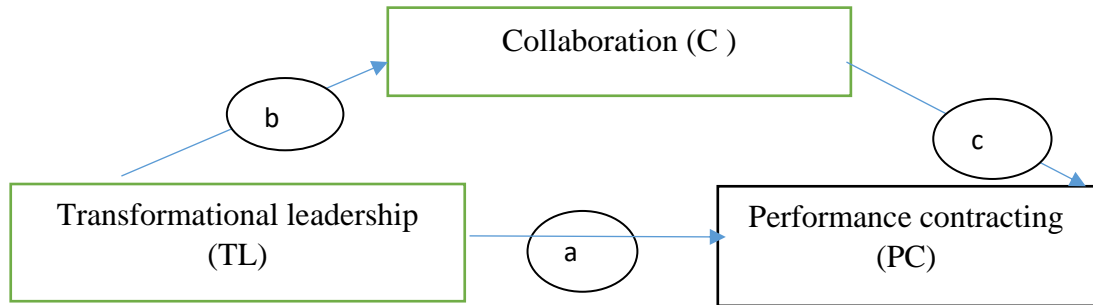 Collaboration (C )
b
c
Transformational leadership
(TL)
a
Performance contracting
(PC)